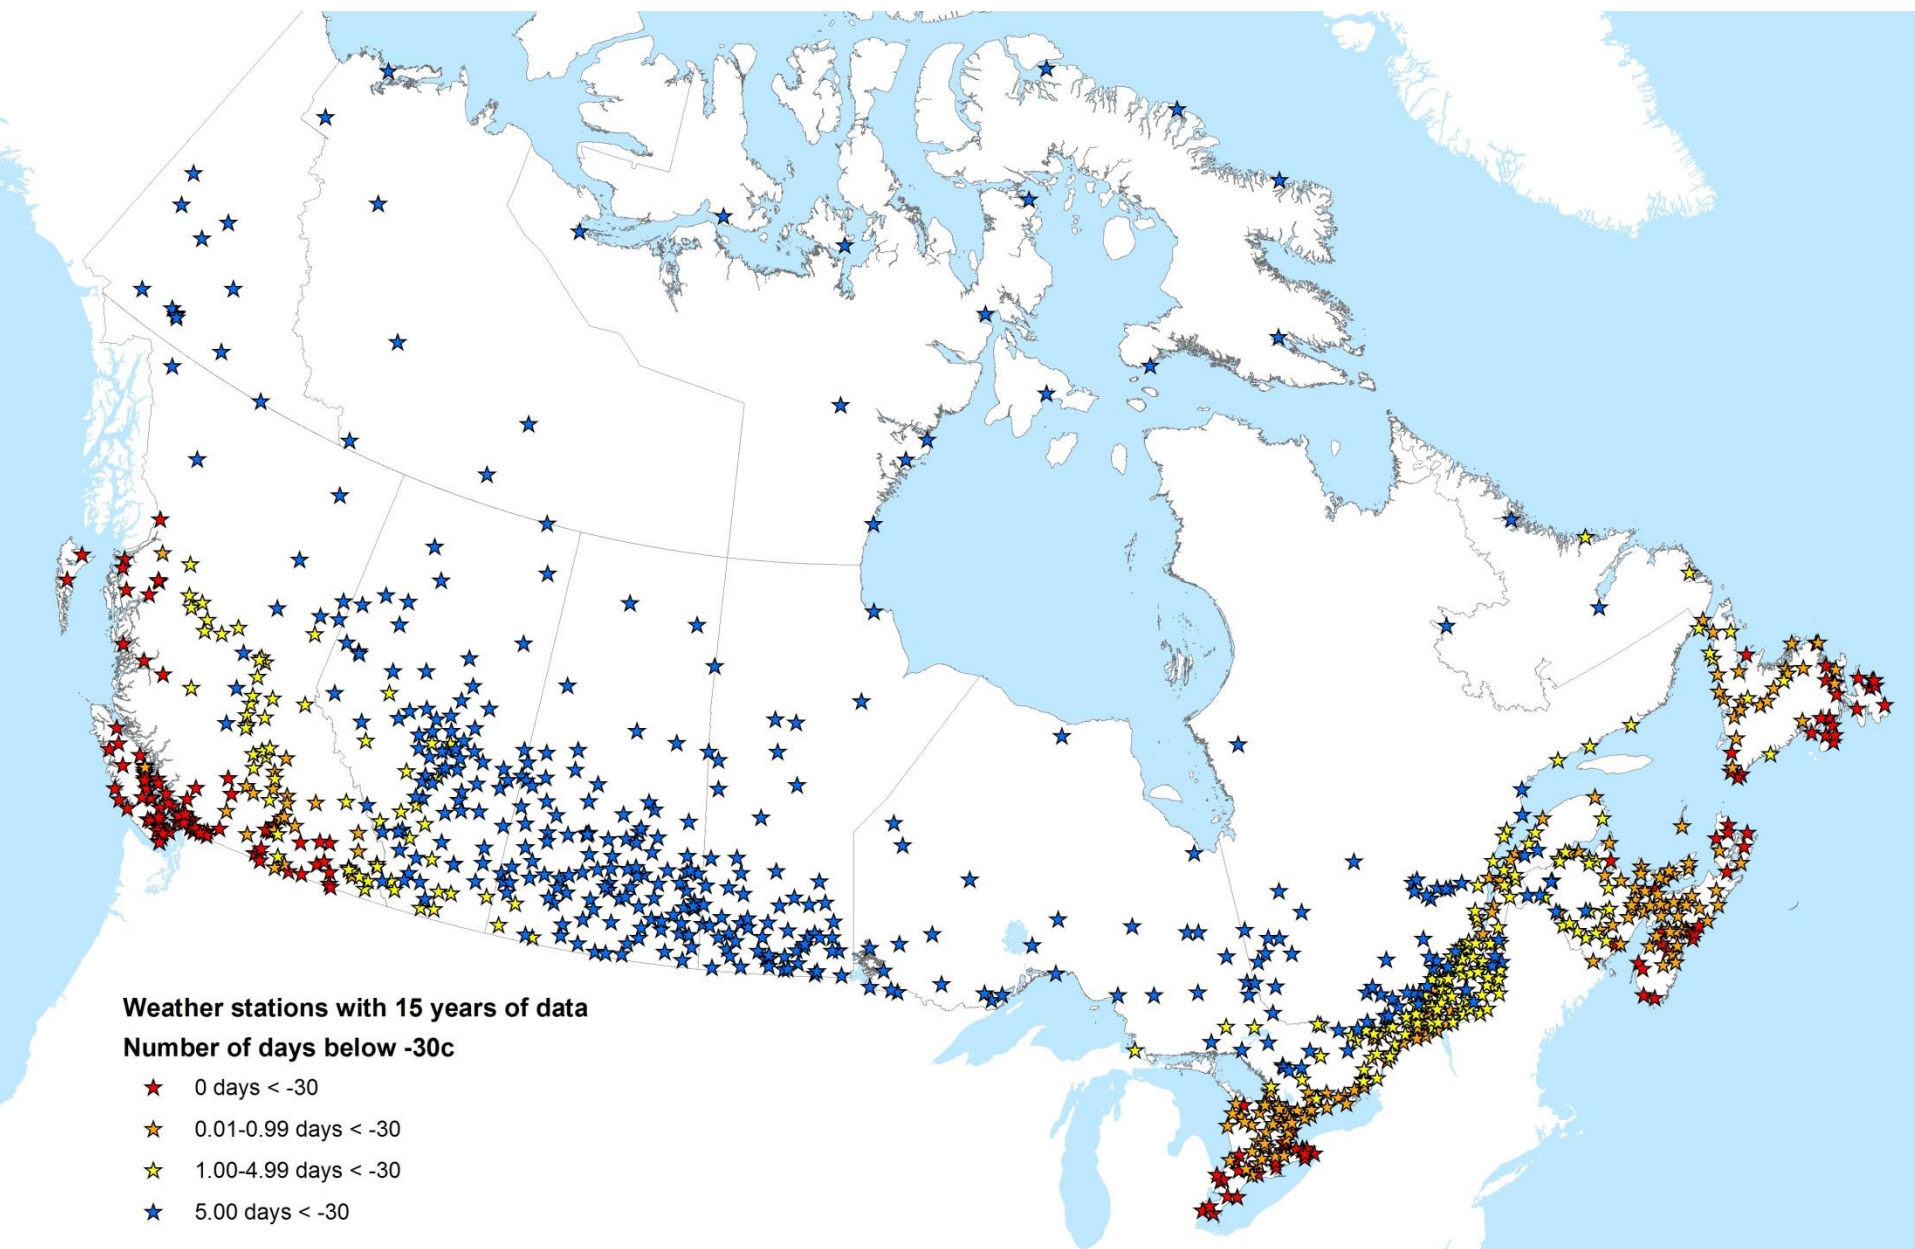 Weather stations with 15 years of data
Number of days below -30c
0 days < -30
0.01-0.99 days < -30
1.00-4.99 days < -30
5.00 days < -30